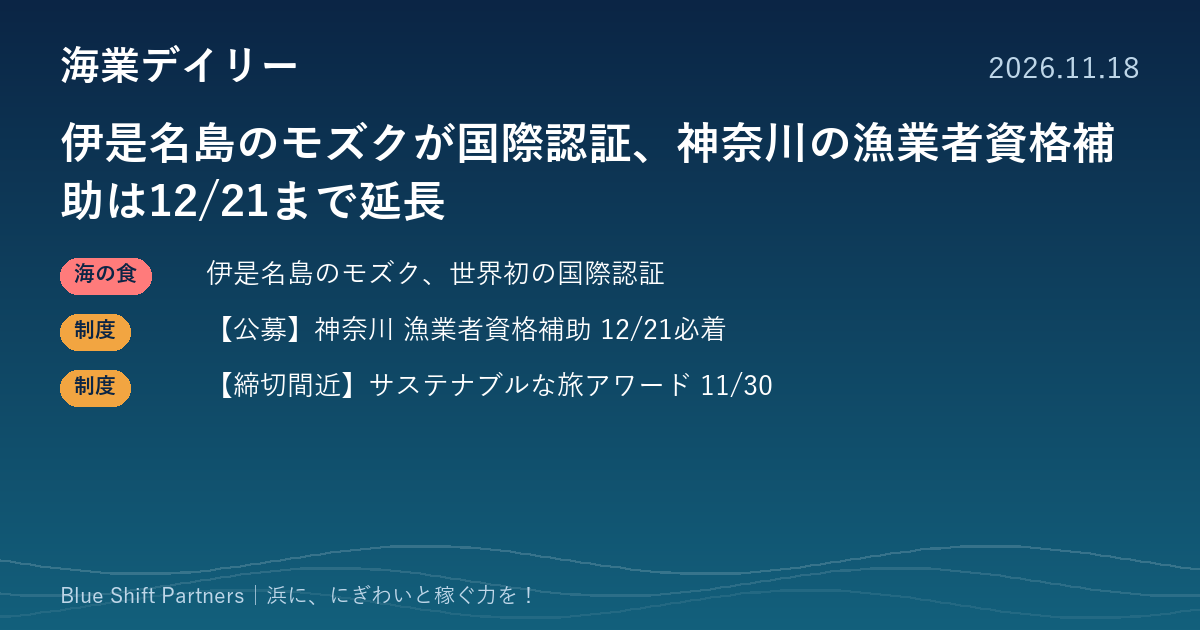 海業デイリー
2026.11.18
伊是名島のモズクが国際認証、神奈川の漁業者資格補
助は12/21まで延長
海の食 伊是名島のモズク、世界初の国際認証
制度 【公募】神奈川 漁業者資格補助 12/21必着
制度 【締切間近】サステナブルな旅アワード 11/30
Blue Shift Partners｜浜に、にぎわいと稼ぐ力を！